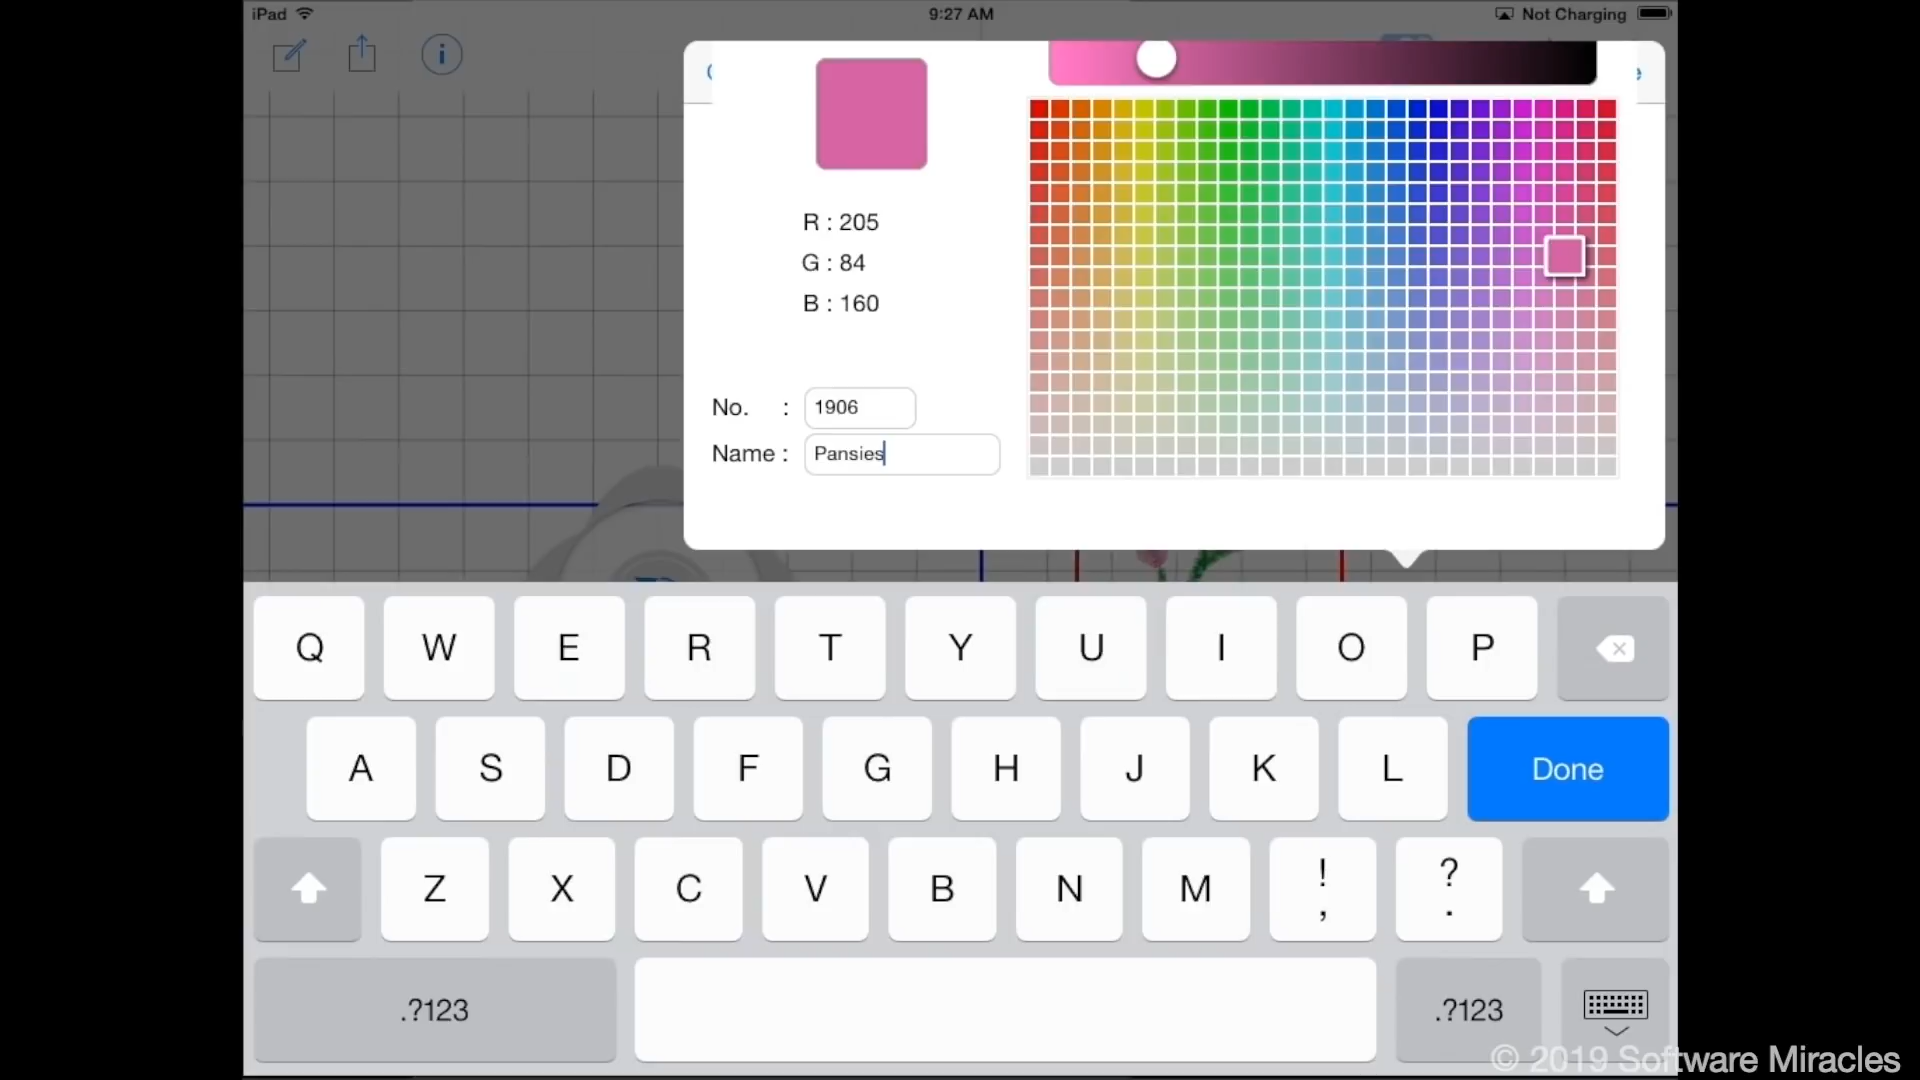 iPad 9:27 AM Not Charging
i
R : 205
G : 84
B : 160
No. : 1906
Name : Pansies
Q W E R T Y U I O P
A S D F G H J K L Done
Z X C V B N M ! , ? .
.?123 .?123
© 2019 Software Miracles